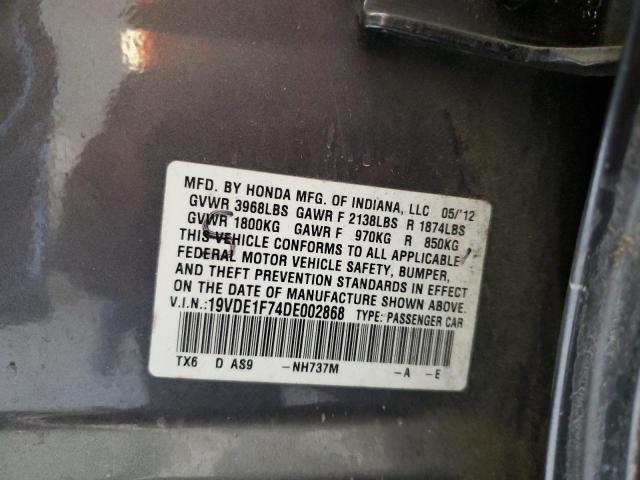 MFD. BY HONDA MFG. OF INDIANA, LLC 05/'12
GVWR 3968LBS GAWR F 2138LBS R 1874LBS
GVWR 1800KG GAWR F 970KG R 850KG
THIS VEHICLE CONFORMS TO ALL APPLICABLE
FEDERAL MOTOR VEHICLE SAFETY, BUMPER,
AND THEFT PREVENTION STANDARDS IN EFFECT
ON THE DATE OF MANUFACTURE SHOWN ABOVE.
V.I.N.: 19VDE1F74DE002868 TYPE: PASSENGER CAR
TX6 D AS9 -NH737M -A -E